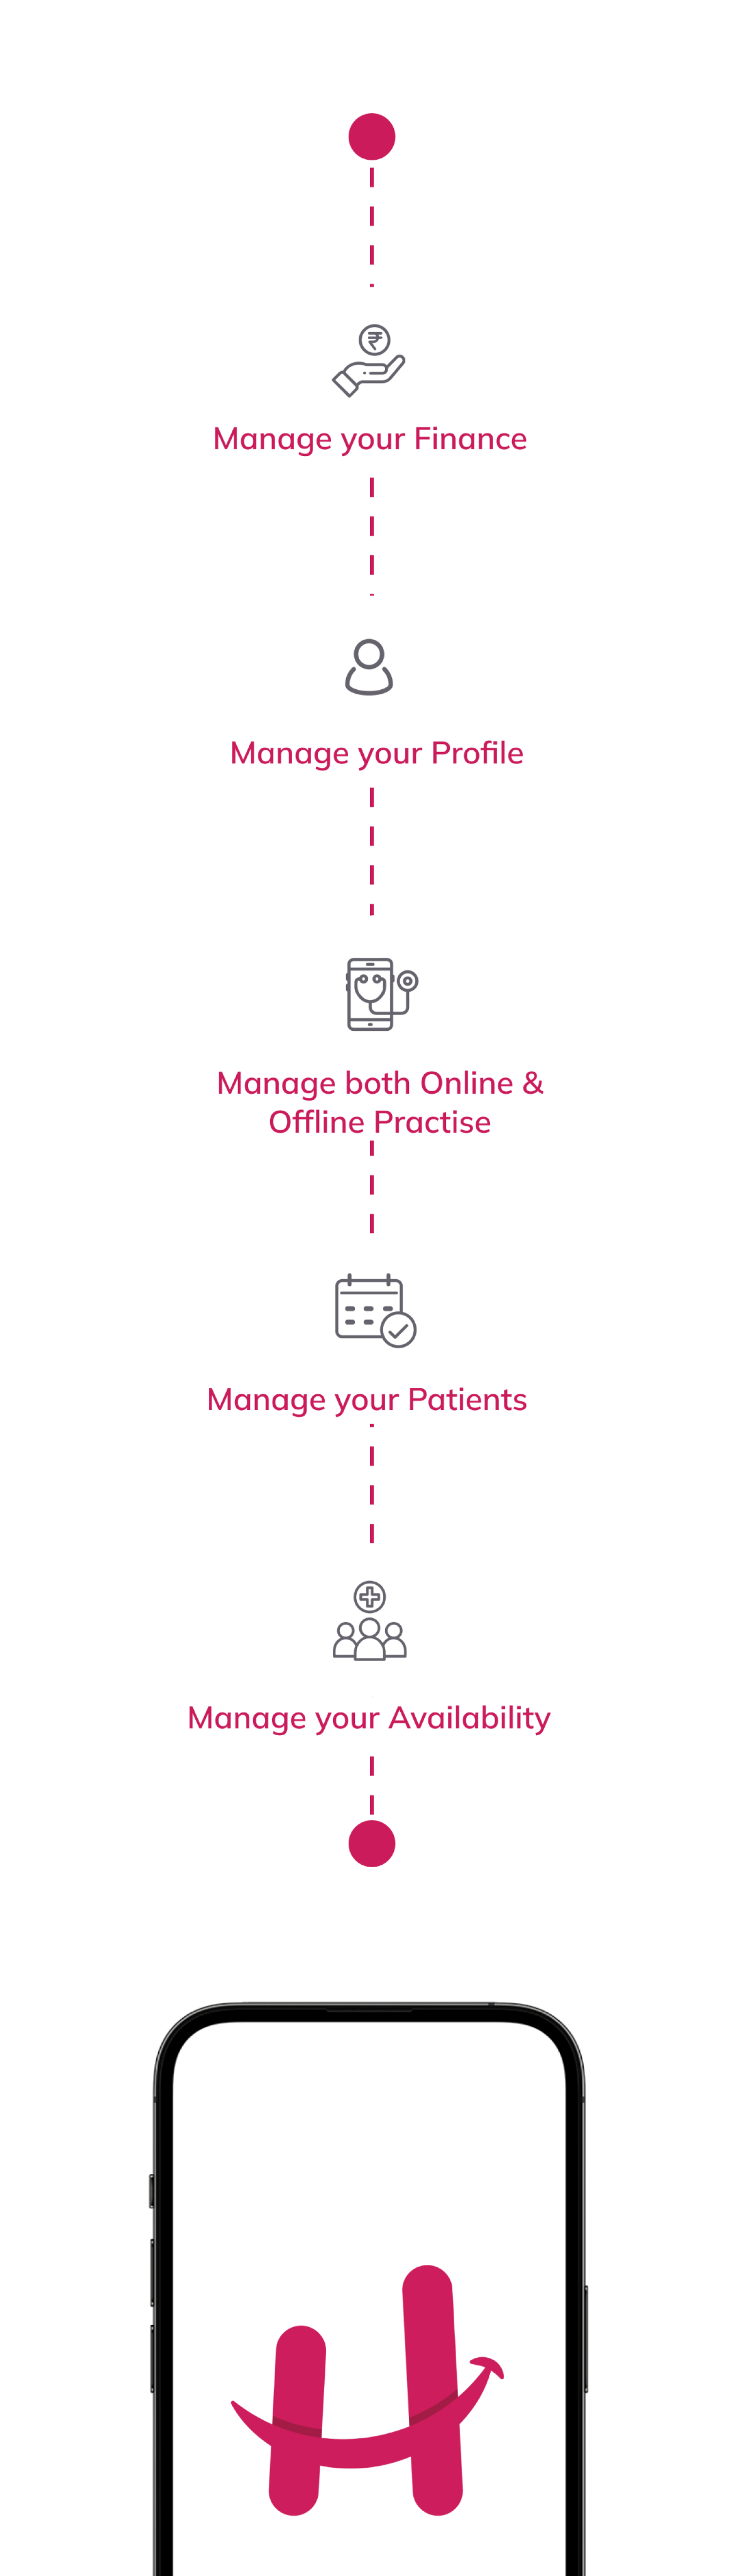 ₹
Manage your Finance
Manage your Profile
Manage both Online &
Offline Practise
Manage your Patients
Manage your Availability
H